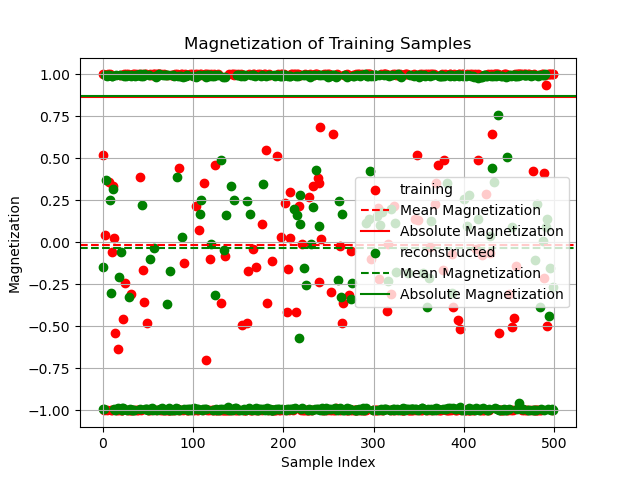 Magnetization of Training Samples
Magnetization
1.00
0.75
0.50
0.25
0.00
−0.25
−0.50
−0.75
−1.00
training
Mean Magnetization
Absolute Magnetization
reconstructed
Mean Magnetization
Absolute Magnetization
0 100 200 300 400 500
Sample Index